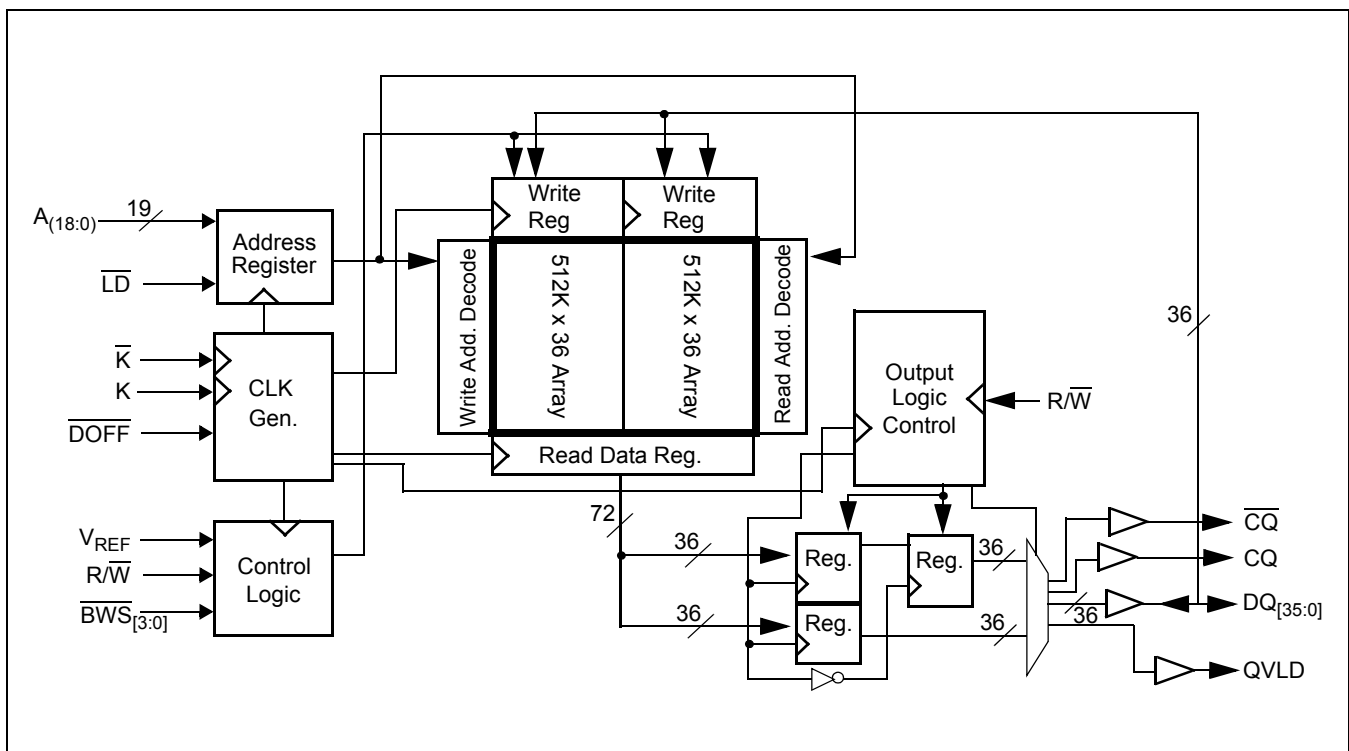 A(18:0)
19
LD
K
K
DOFF
VREF
R/W
BWS[3:0]
Address
Register
CLK
Gen.
Control
Logic
Write
Reg
Write
Reg
Write Add. Decode
512K x 36 Array
512K x 36 Array
Read Add. Decode
Read Data Reg.
72
36
36
Output
Logic
Control
R/W
36
Reg.
Reg.
Reg.
36
36
36
CQ
CQ
DQ[35:0]
QVLD